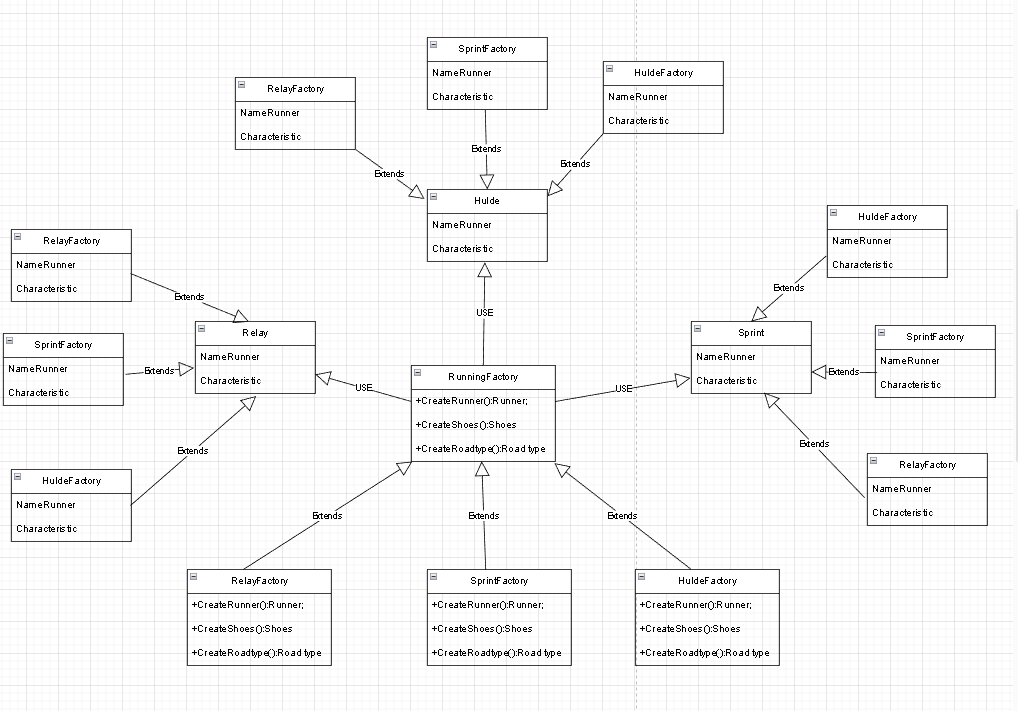 SprintFactory
NameRunner
Characteristic
HuldeFactory
NameRunner
Characteristic
RelayFactory
NameRunner
Characteristic
Extends
Extends
Extends
Hulde
NameRunner
Characteristic
HuldeFactory
NameRunner
Characteristic
RelayFactory
NameRunner
Characteristic
Extends
Extends
USE
Relay
NameRunner
Characteristic
Sprint
NameRunner
Characteristic
SprintFactory
NameRunner
Characteristic
Extends
SprintFactory
NameRunner
Characteristic
Extends
USE
USE
RunningFactory
+CreateRunner():Runner;
+CreateShoes():Shoes
+CreateRoadtype():Road type
Extends
Extends
HuldeFactory
NameRunner
Characteristic
RelayFactory
NameRunner
Characteristic
Extends
Extends
Extends
RelayFactory
+CreateRunner():Runner;
+CreateShoes():Shoes
+CreateRoadtype():Road type
SprintFactory
+CreateRunner():Runner;
+CreateShoes():Shoes
+CreateRoadtype():Road type
HuldeFactory
+CreateRunner():Runner;
+CreateShoes():Shoes
+CreateRoadtype():Road type